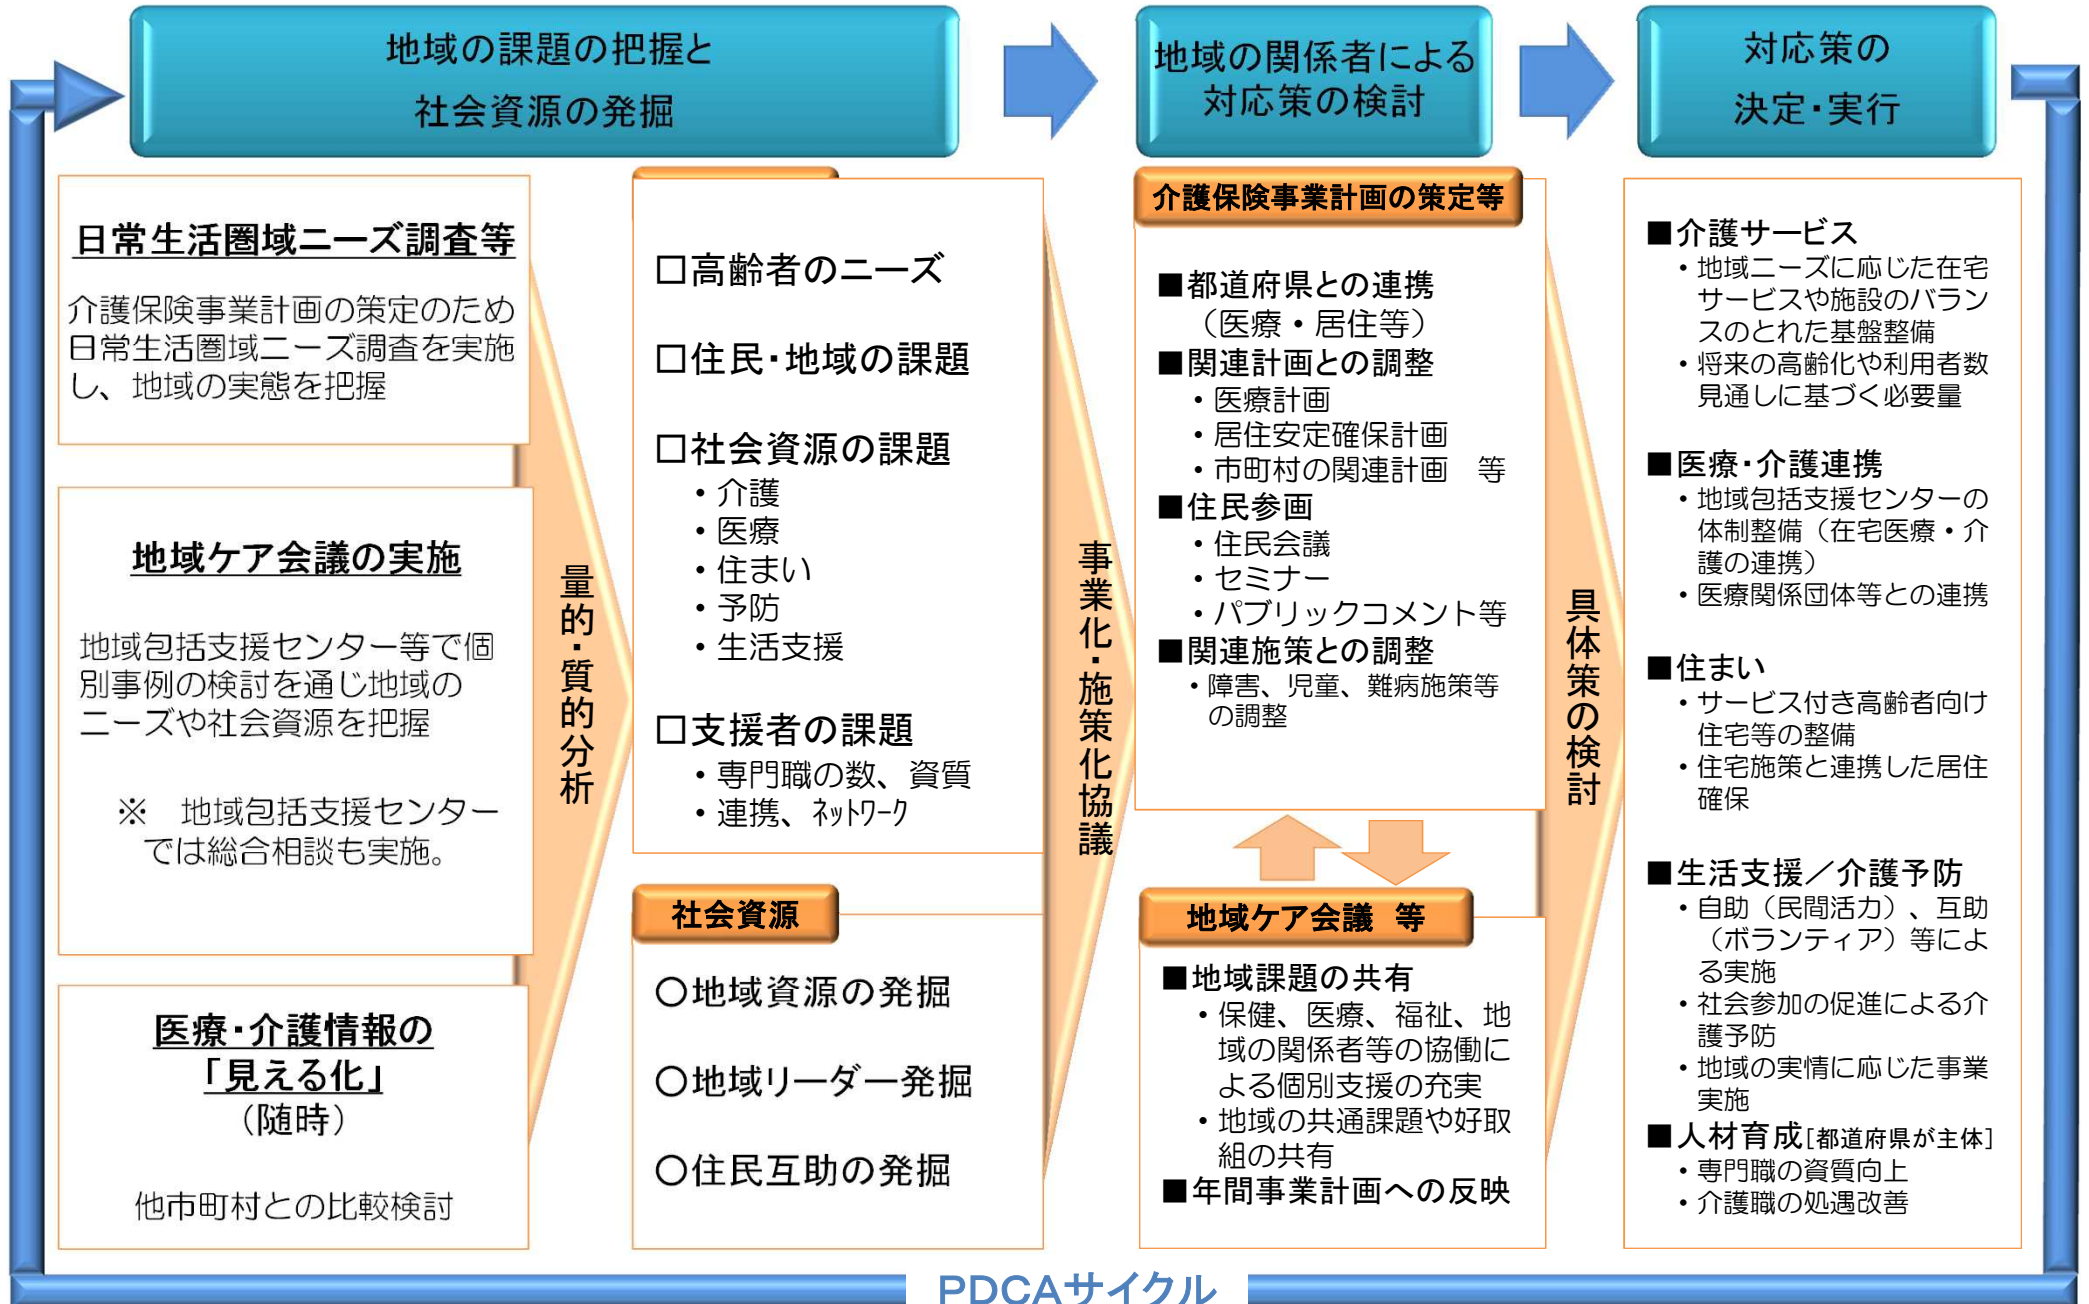 地域の課題の把握と
社会資源の発掘
地域の関係者による
対応策の検討
対応策の
決定・実行
日常生活圏域ニーズ調査等
介護保険事業計画の策定のため
日常生活圏域ニーズ調査を実施
し、地域の実態を把握
地域ケア会議の実施
地域包括支援センター等で個
別事例の検討を通じ地域の
ニーズや社会資源を把握
※　地域包括支援センター
では総合相談も実施。
医療・介護情報の
「見える化」
（随時）
他市町村との比較検討
量的・質的分析
□高齢者のニーズ
□住民・地域の課題
□社会資源の課題
・介護
・医療
・住まい
・予防
・生活支援
□支援者の課題
・専門職の数、資質
・連携、ﾈｯﾄﾜｰｸ
社会資源
○地域資源の発掘
○地域リーダー発掘
○住民互助の発掘
事業化・施策化協議
介護保険事業計画の策定等
■都道府県との連携
（医療・居住等）
■関連計画との調整
・医療計画
・居住安定確保計画
・市町村の関連計画　等
■住民参画
・住民会議
・セミナー
・パブリックコメント等
■関連施策との調整
・障害、児童、難病施策等
の調整
地域ケア会議 等
■地域課題の共有
・保健、医療、福祉、地
域の関係者等の協働に
よる個別支援の充実
・地域の共通課題や好取
組の共有
■年間事業計画への反映
具体策の検討
■介護サービス
・地域ニーズに応じた在宅
サービスや施設のバラン
スのとれた基盤整備
・将来の高齢化や利用者数
見通しに基づく必要量
■医療・介護連携
・地域包括支援センターの
体制整備（在宅医療・介
護の連携）
・医療関係団体等との連携
■住まい
・サービス付き高齢者向け
住宅等の整備
・住宅施策と連携した居住
確保
■生活支援／介護予防
・自助（民間活力）、互助
（ボランティア）等によ
る実施
・社会参加の促進による介
護予防
・地域の実情に応じた事業
実施
■人材育成[都道府県が主体]
・専門職の資質向上
・介護職の処遇改善
PDCAサイクル